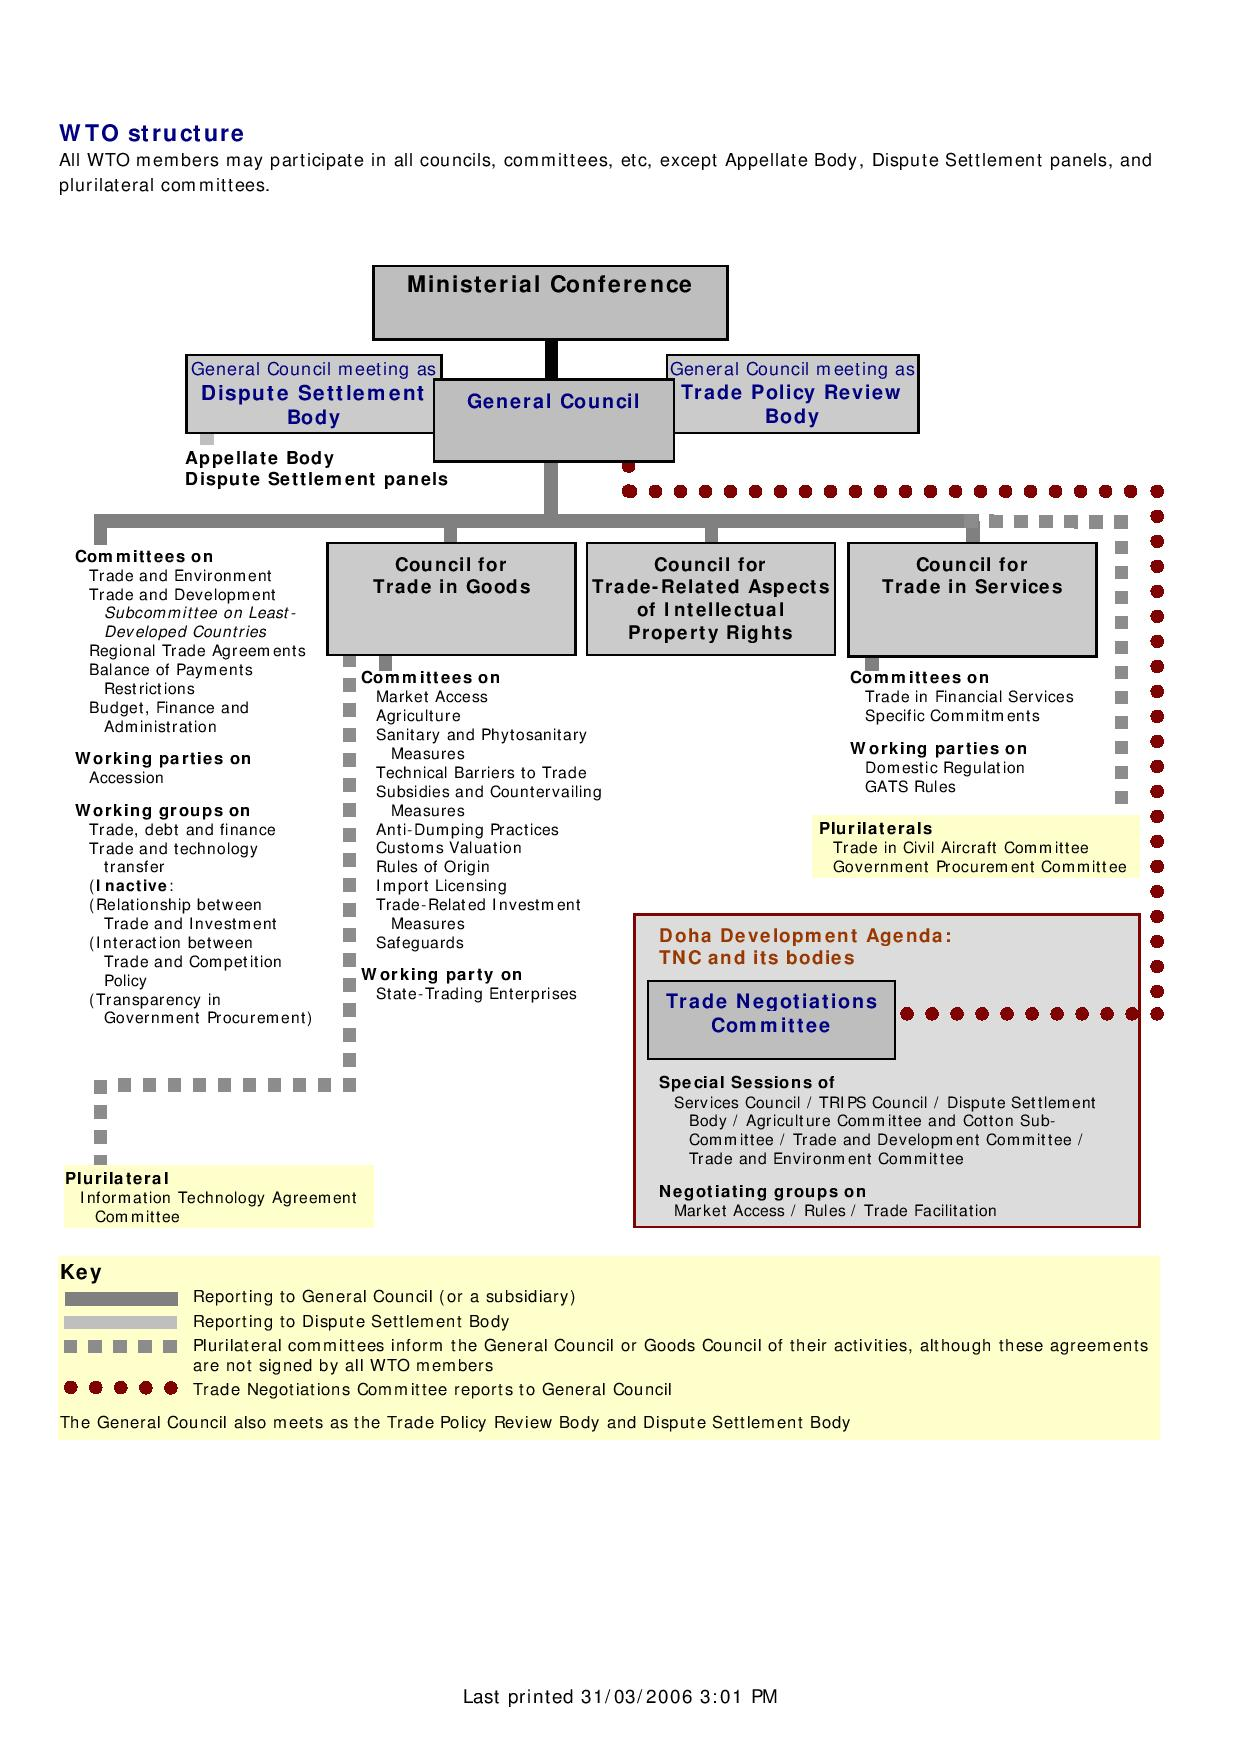 WTO structure
All WTO members may participate in all councils, committees, etc, except Appellate Body, Dispute Settlement panels, and
plurilateral committees.
Ministerial Conference
General Council meeting as
Dispute Settlement
Body
General Council
General Council meeting as
Trade Policy Review
Body
Appellate Body
Dispute Settlement panels
Committees on
Trade and Environment
Trade and Development
Subcommittee on Least-
Developed Countries
Regional Trade Agreements
Balance of Payments
Restrictions
Budget, Finance and
Administration
Working parties on
Accession
Working groups on
Trade, debt and finance
Trade and technology
transfer
(Inactive:
(Relationship between
Trade and Investment
(Interaction between
Trade and Competition
Policy
(Transparency in
Government Procurement)
Council for
Trade in Goods
Committees on
Market Access
Agriculture
Sanitary and Phytosanitary
Measures
Technical Barriers to Trade
Subsidies and Countervailing
Measures
Anti-Dumping Practices
Customs Valuation
Rules of Origin
Import Licensing
Trade-Related Investment
Measures
Safeguards
Working party on
State-Trading Enterprises
Council for
Trade-Related Aspects
of Intellectual
Property Rights
Council for
Trade in Services
Committees on
Trade in Financial Services
Specific Commitments
Working parties on
Domestic Regulation
GATS Rules
Plurilaterals
Trade in Civil Aircraft Committee
Government Procurement Committee
Doha Development Agenda:
TNC and its bodies
Trade Negotiations
Committee
Special Sessions of
Services Council / TRIPS Council / Dispute Settlement
Body / Agriculture Committee and Cotton Sub-
Committee / Trade and Development Committee /
Trade and Environment Committee
Negotiating groups on
Market Access / Rules / Trade Facilitation
Plurilateral
Information Technology Agreement
Committee
Key
Reporting to General Council (or a subsidiary)
Reporting to Dispute Settlement Body
Plurilateral committees inform the General Council or Goods Council of their activities, although these agreements
are not signed by all WTO members
Trade Negotiations Committee reports to General Council
The General Council also meets as the Trade Policy Review Body and Dispute Settlement Body
Last printed 31/03/2006 3:01 PM